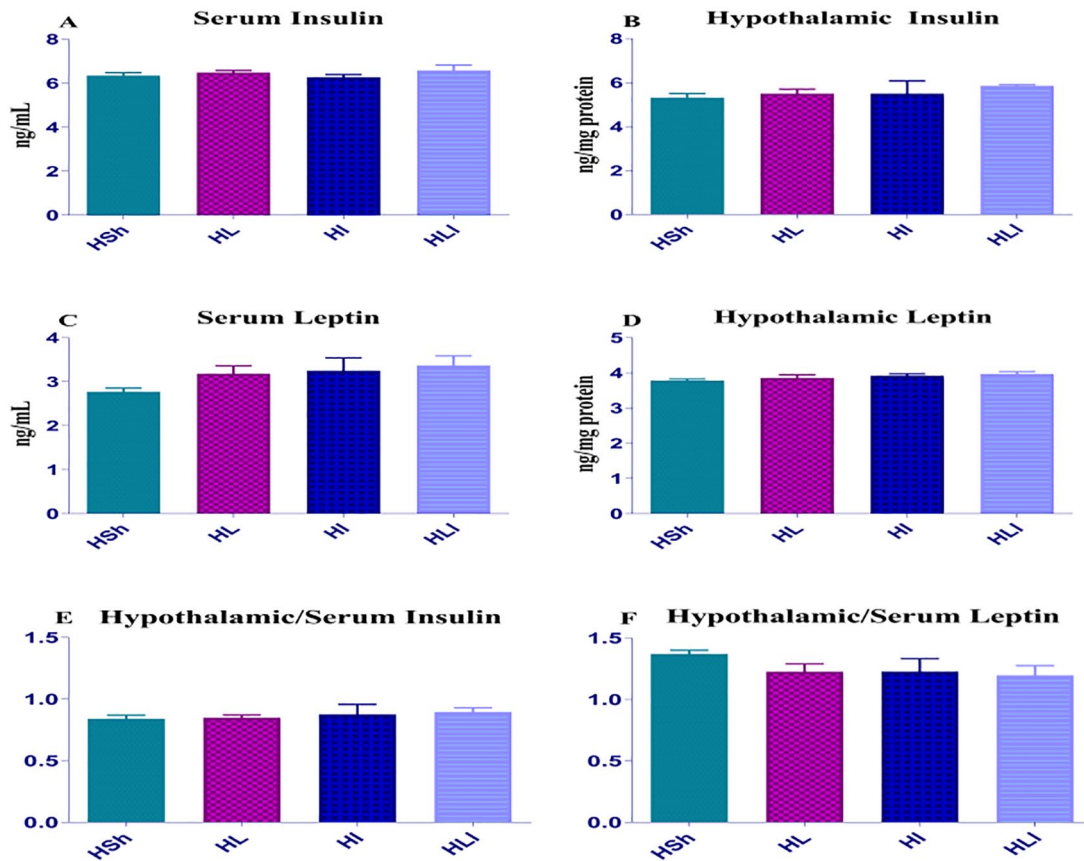 A Serum Insulin
8
6
4
2
0
ng/mL
HSh HL HI HLI
B Hypothalamic Insulin
8
6
4
2
0
ng/mg protein
HSh HL HI HLI
C Serum Leptin
4
3
2
1
0
ng/mL
HSh HL HI HLI
D Hypothalamic Leptin
5
4
3
2
1
0
ng/mg protein
HSh HL HI HLI
E Hypothalamic/Serum Insulin
1.5
1.0
0.5
0.0
HSh HL HI HLI
F Hypothalamic/Serum Leptin
1.5
1.0
0.5
0.0
HSh HL HI HLI